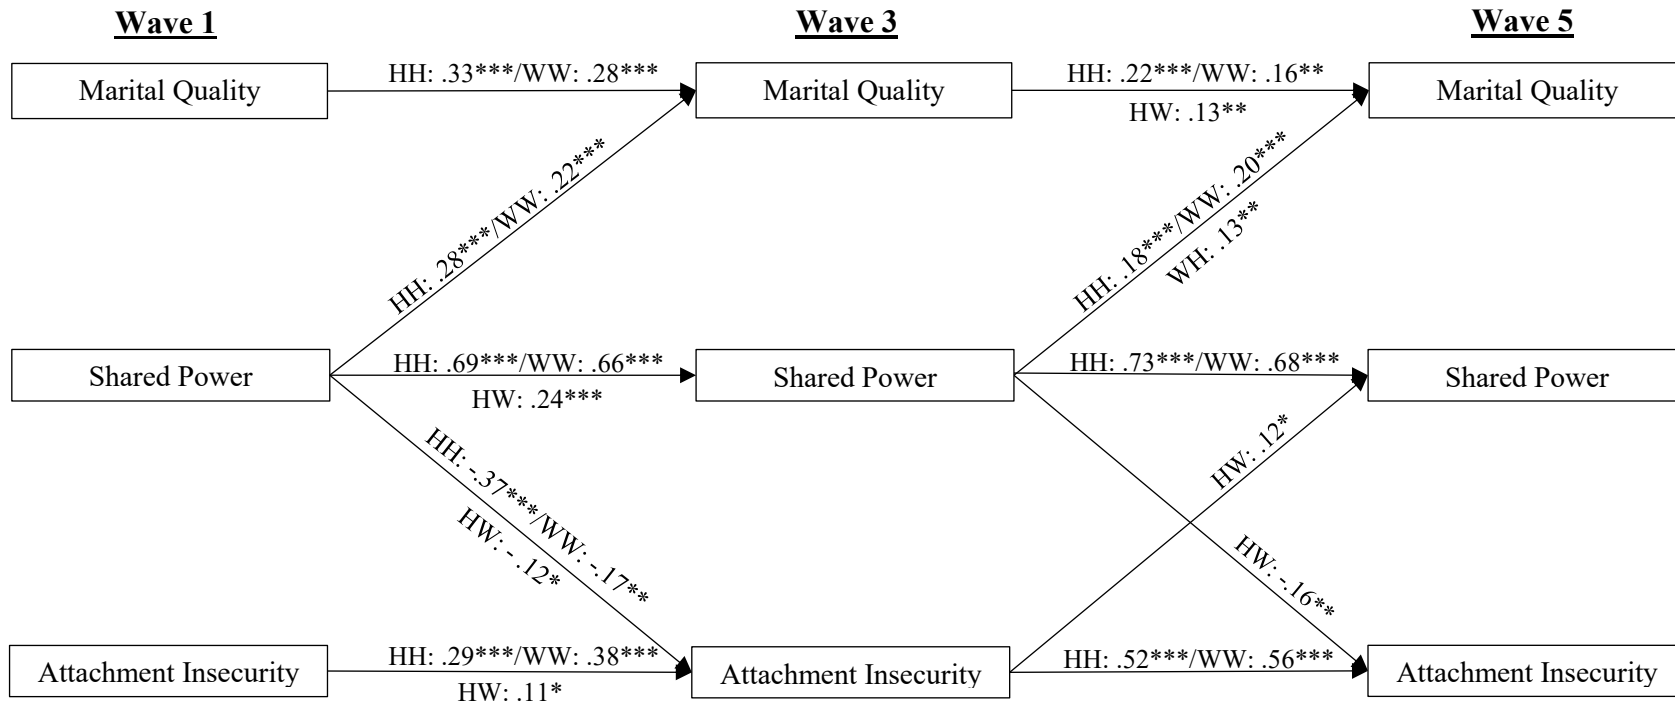 Wave 1
Wave 3
Wave 5
Marital Quality
HH: .33***/WW: .28***
Marital Quality
HH: .22***/WW: .16**
HW: .13**
Marital Quality
HH: .28***/WW: .22***
HH: .18***/WW: .20***
WH: .13**
Shared Power
HH: .69***/WW: .66***
HW: .24***
Shared Power
HH: .73***/WW: .68***
Shared Power
HH: -.37***/WW: -.17**
HW: -.12*
HW: .12*
HW: -.16**
Attachment Insecurity
HH: .29***/WW: .38***
HW: .11*
Attachment Insecurity
HH: .52***/WW: .56***
Attachment Insecurity